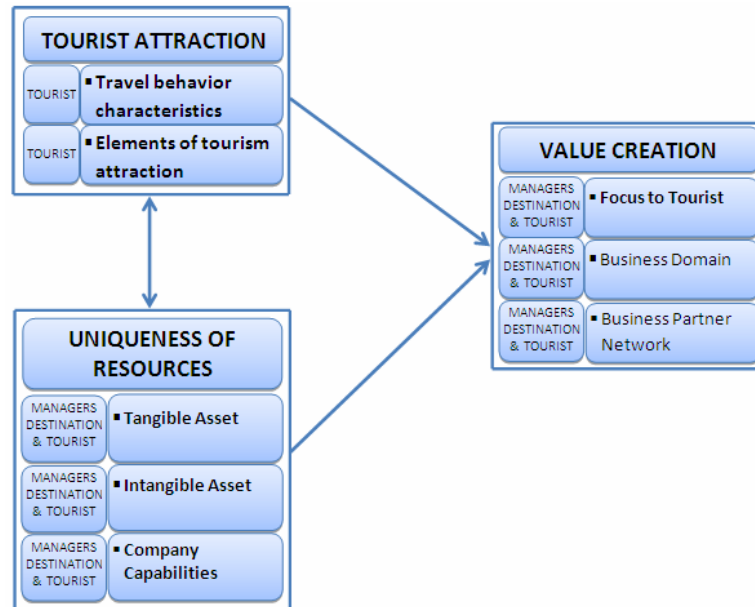 TOURIST ATTRACTION
TOURIST
▪ Travel behavior
characteristics
TOURIST
▪ Elements of tourism
attraction
UNIQUENESS OF
RESOURCES
MANAGERS
DESTINATION
& TOURIST
▪ Tangible Asset
MANAGERS
DESTINATION
& TOURIST
▪ Intangible Asset
MANAGERS
DESTINATION
& TOURIST
▪ Company
Capabilities
VALUE CREATION
MANAGERS
DESTINATION
& TOURIST
▪ Focus to Tourist
MANAGERS
DESTINATION
& TOURIST
▪ Business Domain
MANAGERS
DESTINATION
& TOURIST
▪ Business Partner
Network